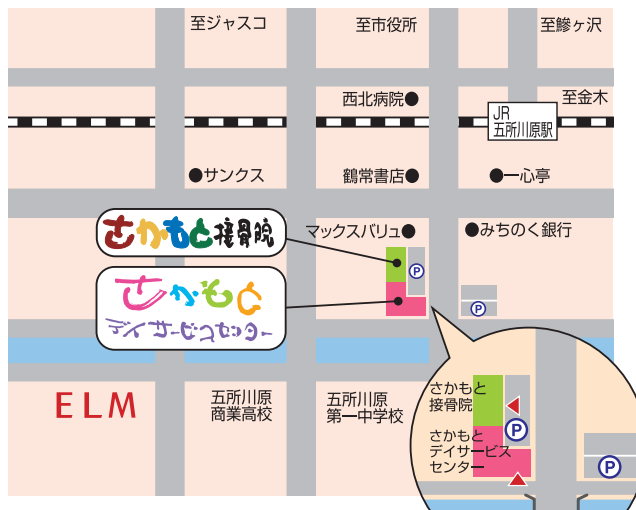 至ジャスコ
至市役所
至鰺ヶ沢
西北病院
至金木
JR
五所川原駅
サンクス
鶴常書店
一心亭
さかもと接骨院
マックスバリュ
みちのく銀行
P
さかもと
デイサービスセンター
P
ELM
五所川原
商業高校
五所川原
第一中学校
さかもと
接骨院
P
さかもと
デイサービス
センター
P